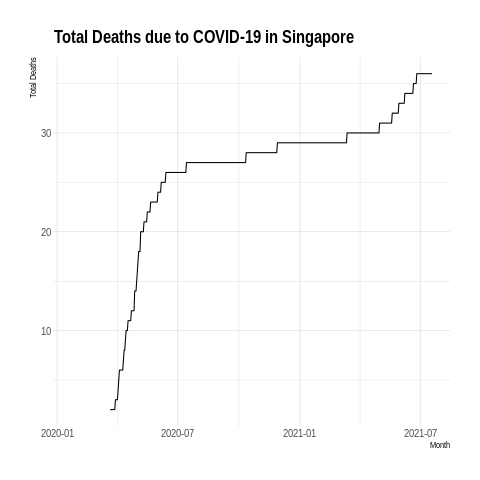 Total Deaths due to COVID-19 in Singapore
Total Deaths
30
20
10
2020-01 2020-07 2021-01 2021-07
Month